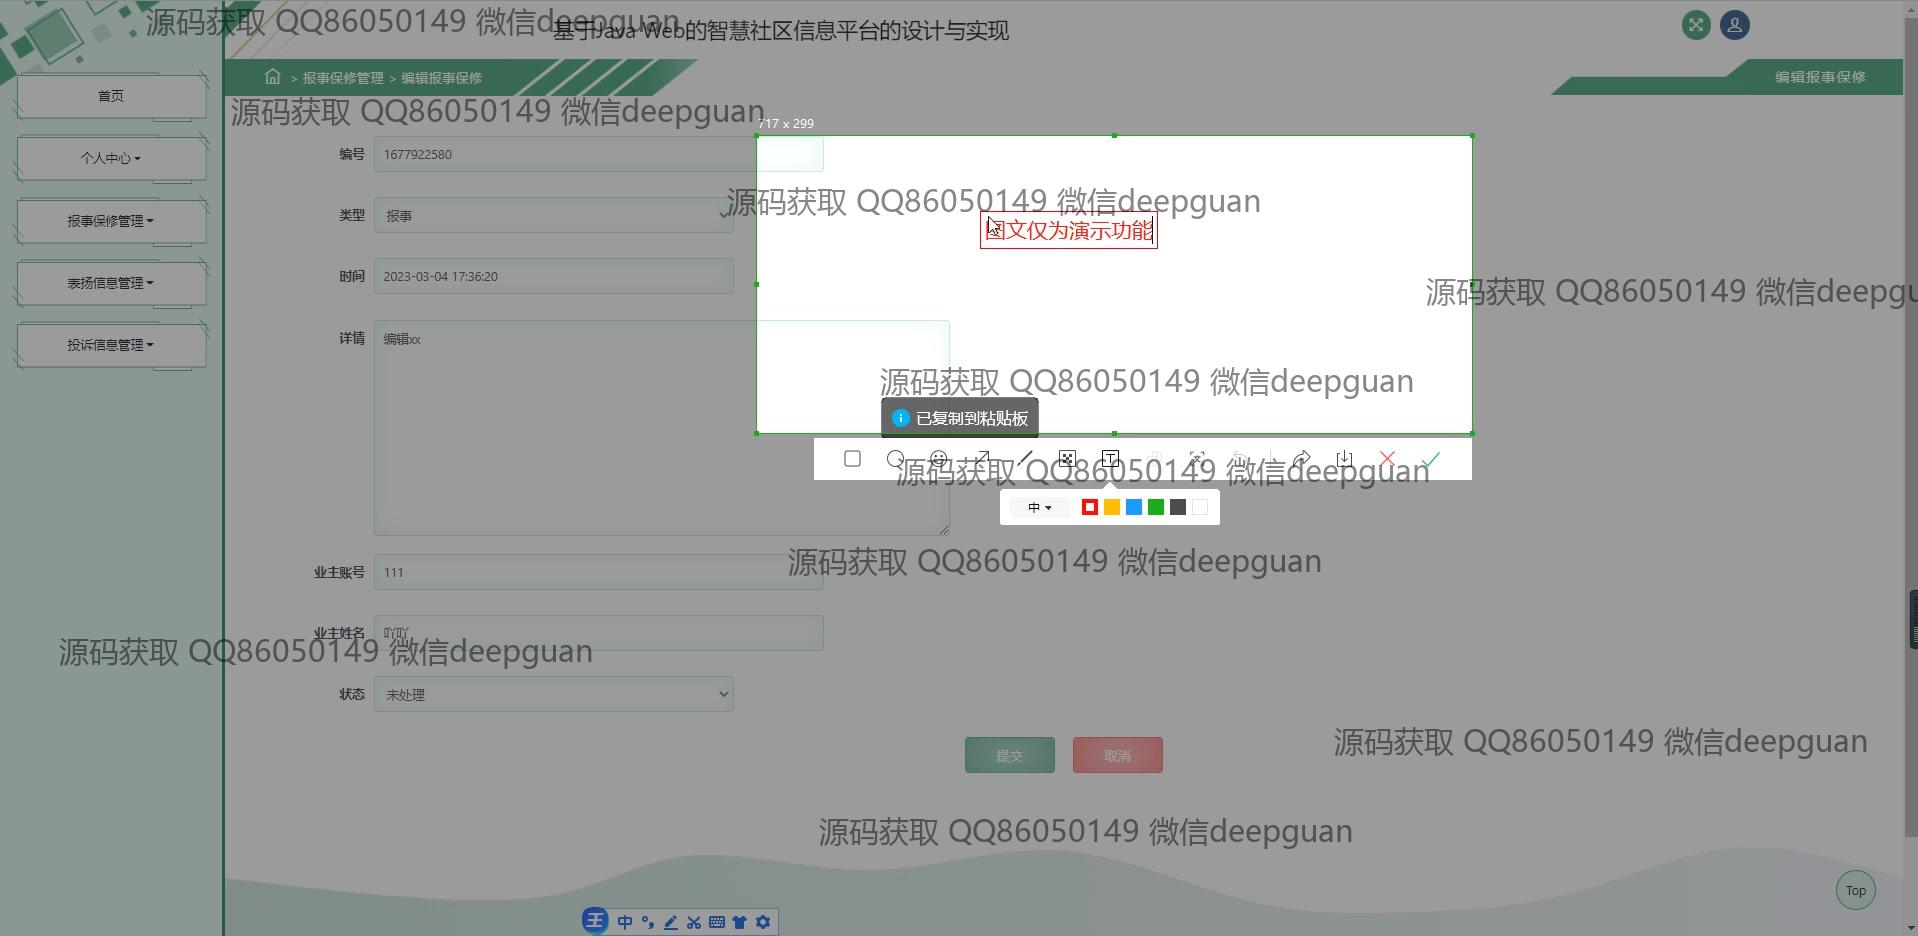 源码获取 QQ86050149 微信deepguan
基于Java Web的智慧社区信息平台的设计与实现
> 报事保修管理 > 编辑报事保修
编辑报事保修
首页
个人中心
报事保修管理
表扬信息管理
投诉信息管理
源码获取 QQ86050149 微信deepguan
717 x 299
编号
1677922580
源码获取 QQ86050149 微信deepguan
类型
报事
图文仅为演示功能
时间
2023-03-04 17:36:20
源码获取 QQ86050149 微信deepgu
详情
编辑xx
源码获取 QQ86050149 微信deepguan
已复制到粘贴板
源码获取 QQ86050149 微信deepguan
中
源码获取 QQ86050149 微信deepguan
业主账号
111
业主姓名
吖吖
源码获取 QQ86050149 微信deepguan
状态
未处理
源码获取 QQ86050149 微信deepguan
提交
取消
源码获取 QQ86050149 微信deepguan
Top
王 中